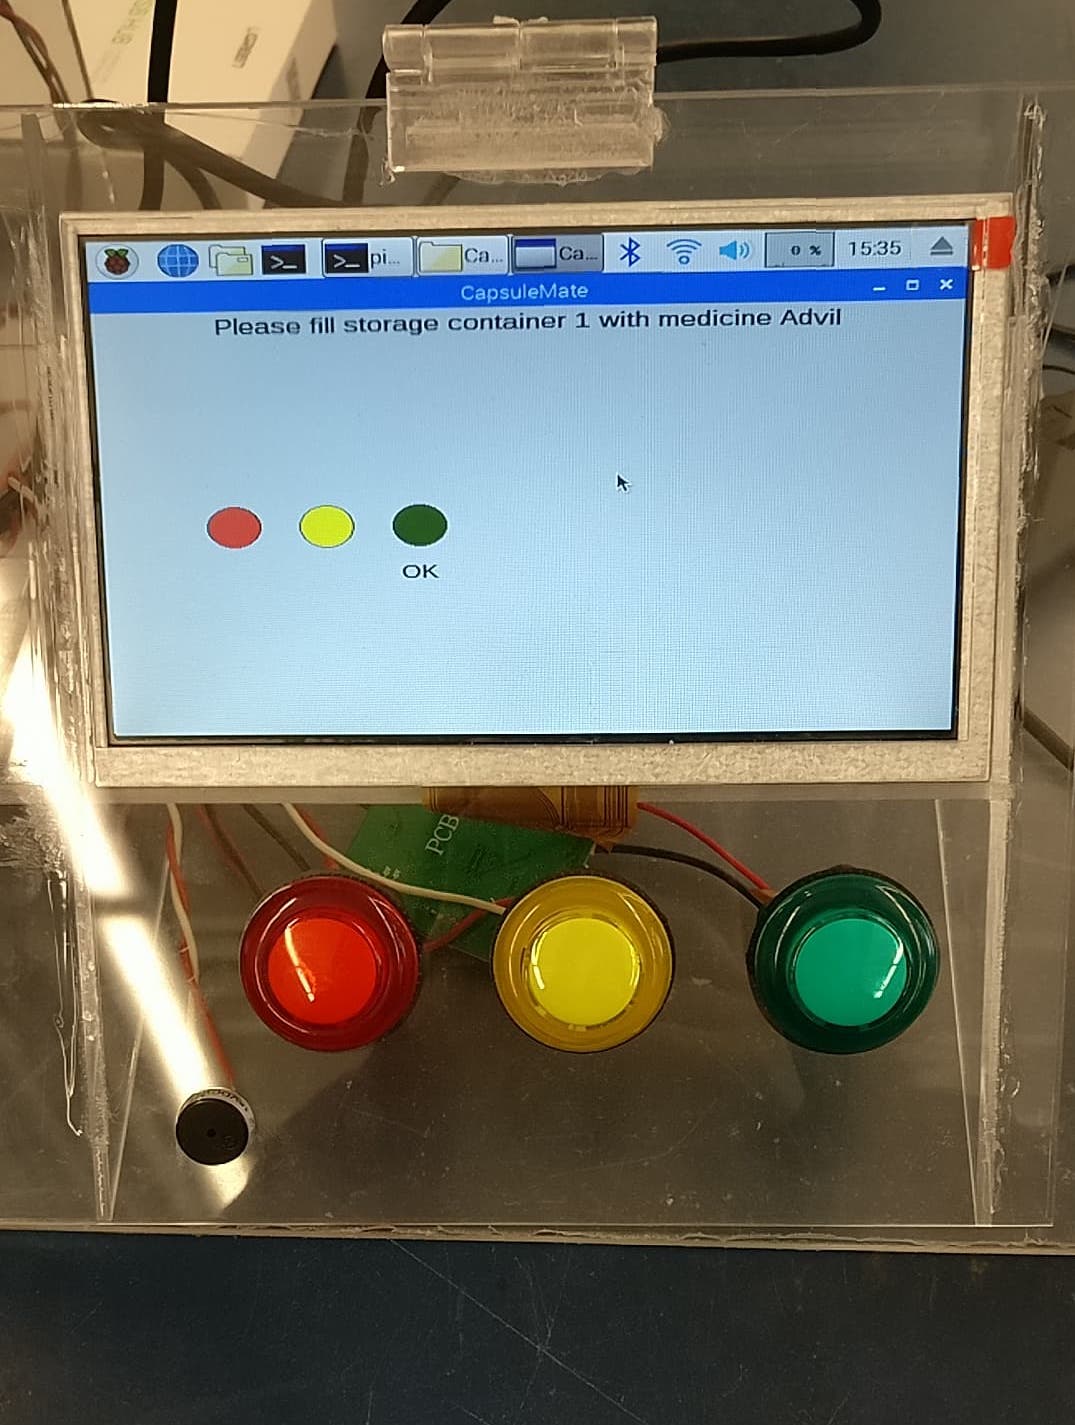 pi...
Ca...
Ca...
0 %
15:35
CapsuleMate
Please fill storage container 1 with medicine Advil
OK
PCB